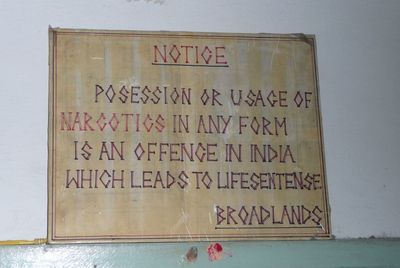 NOTICE
POSESSION OR USAGE OF
NARCOTICS IN ANY FORM
IS AN OFFENCE IN INDIA
WHICH LEADS TO LIFESENTENSE.
BROADLANDS